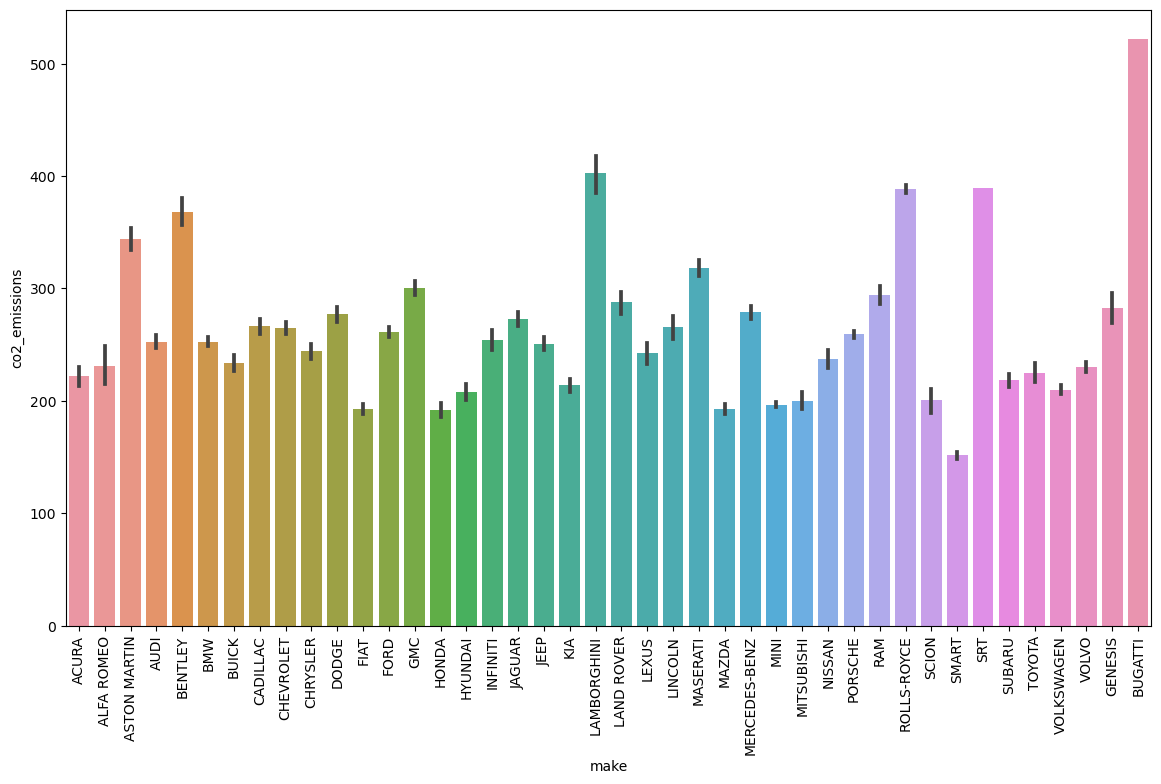 co2_emissions
500
400
300
200
100
0
ACURA
ALFA ROMEO
ASTON MARTIN
AUDI
BENTLEY
BMW
BUICK
CADILLAC
CHEVROLET
CHRYSLER
DODGE
FIAT
FORD
GMC
HONDA
HYUNDAI
INFINITI
JAGUAR
JEEP
KIA
LAMBORGHINI
LAND ROVER
LEXUS
LINCOLN
MASERATI
MAZDA
MERCEDES-BENZ
MINI
MITSUBISHI
NISSAN
PORSCHE
RAM
ROLLS-ROYCE
SCION
SMART
SRT
SUBARU
TOYOTA
VOLKSWAGEN
VOLVO
GENESIS
BUGATTI
make